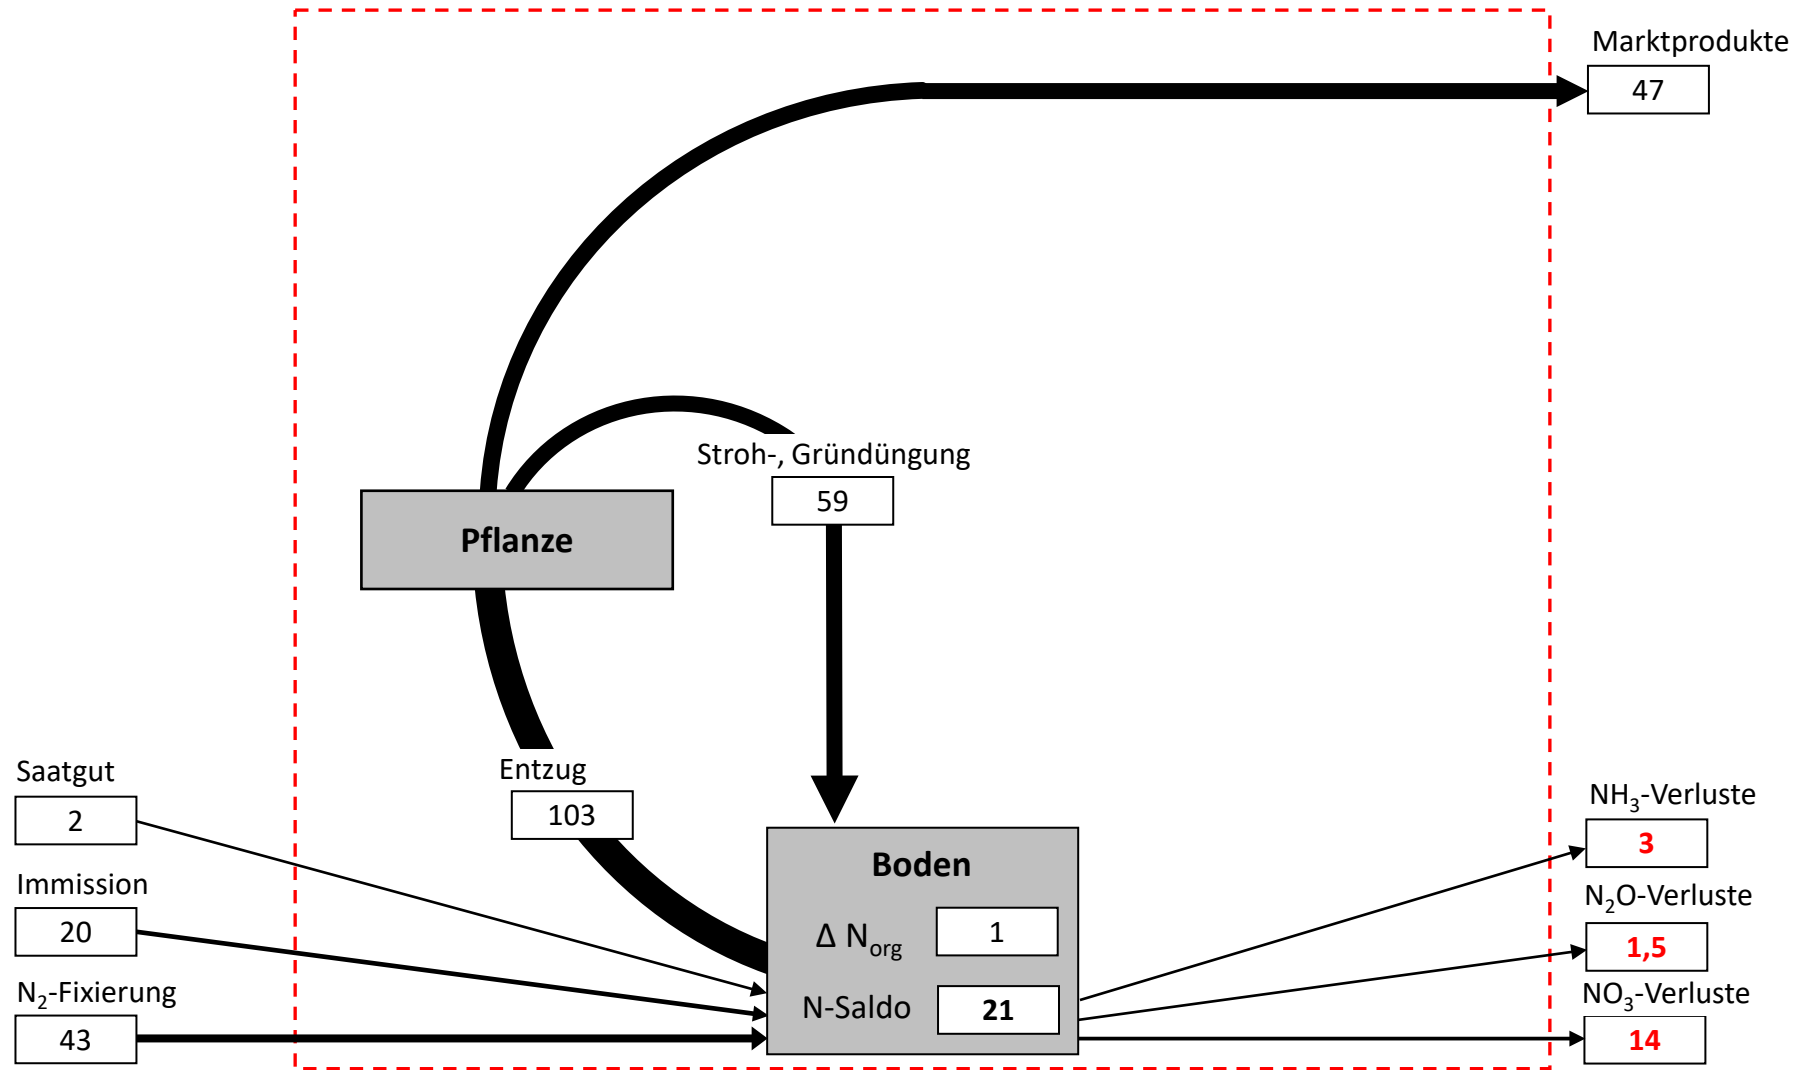 Marktprodukte
47
Stroh-, Gründüngung
59
Pflanze
Entzug
103
Saatgut
2
Immission
20
N₂-Fixierung
43
Boden
Δ Norg 1
N-Saldo 21
NH₃-Verluste
3
N₂O-Verluste
1,5
NO₃-Verluste
14